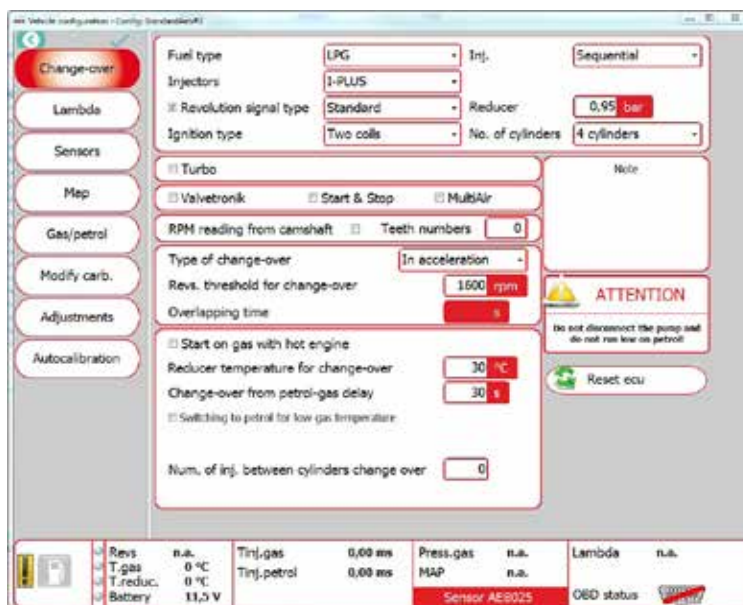 Vehicle configuration - Config: StandardAeb#3
Change-over
Lambda
Sensors
Map
Gas/petrol
Modify carb.
Adjustments
Autocalibration
Fuel type LPG Inj. Sequential
Injectors I-PLUS
Revolution signal type Standard Reducer 0,95 bar
Ignition type Two coils No. of cylinders 4 cylinders
Turbo
Valvetronik Start & Stop MultiAir
RPM reading from camshaft Teeth numbers 0
Type of change-over In acceleration
Revs. threshold for change-over 1600 rpm
Overlapping time s
Start on gas with hot engine
Reducer temperature for change-over 30 °C
Change-over from petrol-gas delay 30 s
Switching to petrol for low gas temperature
Num. of inj. between cylinders change over 0
Note
ATTENTION
Do not disconnect the pump and
do not run low on petrol!
Reset ecu
Revs n.a. Tinj.gas 0,00 ms Press.gas n.a. Lambda n.a.
T.gas 0 °C Tinj.petrol 0,00 ms MAP n.a.
T.reduc. 0 °C
Battery 11,5 V Sensor AEB025 OBD status